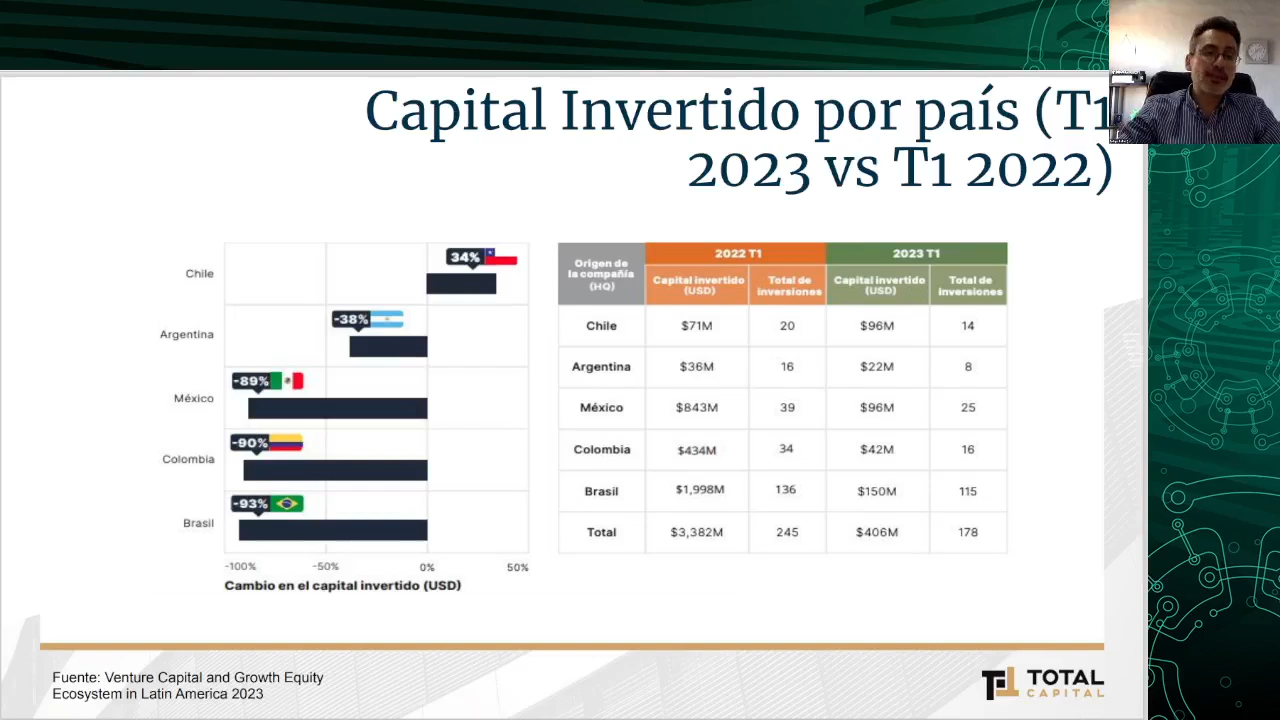 Capital Invertido por país (T1
2023 vs T1 2022)
Chile
34%
Argentina
-38%
México
-89%
Colombia
-90%
Brasil
-93%
-100% -50% 0% 50%
Cambio en el capital invertido (USD)
Origen de
la compañía
(HQ)
2022 T1 2023 T1
Capital invertido
(USD)
Total de
inversiones
Capital invertido
(USD)
Total de
inversiones
Chile $71M 20 $96M 14
Argentina $36M 16 $22M 8
México $843M 39 $96M 25
Colombia $434M 34 $42M 16
Brasil $1,998M 136 $150M 115
Total $3,382M 245 $406M 178
Fuente: Venture Capital and Growth Equity
Ecosystem in Latin America 2023
TOTAL
CAPITAL